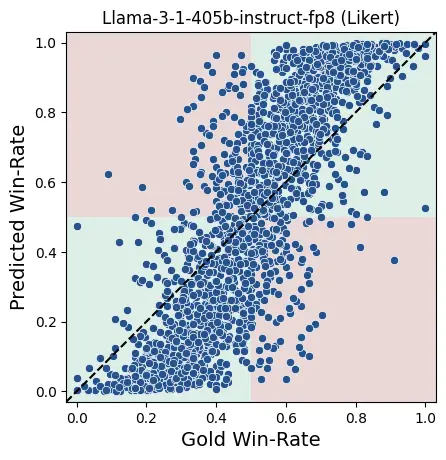 Llama-3-1-405b-instruct-fp8 (Likert)
1.0
0.8
0.6
0.4
0.2
0.0
Predicted Win-Rate
0.0 0.2 0.4 0.6 0.8 1.0
Gold Win-Rate